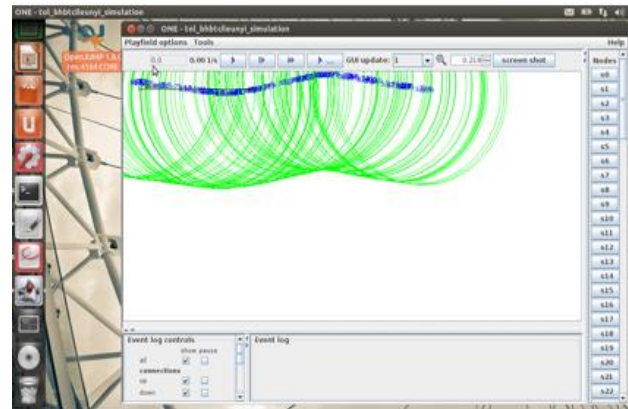 Playfield options Tools Help
0.0 0.00 1/s GUI update: 1 screen shot
Nodes
s0
s1
s2
s3
s4
s5
s6
s7
s8
s9
s10
s11
s12
s13
s14
s15
s16
s17
s18
s19
s20
s21
s22
Event log controls
show pause
all
connections
up
down
Event log